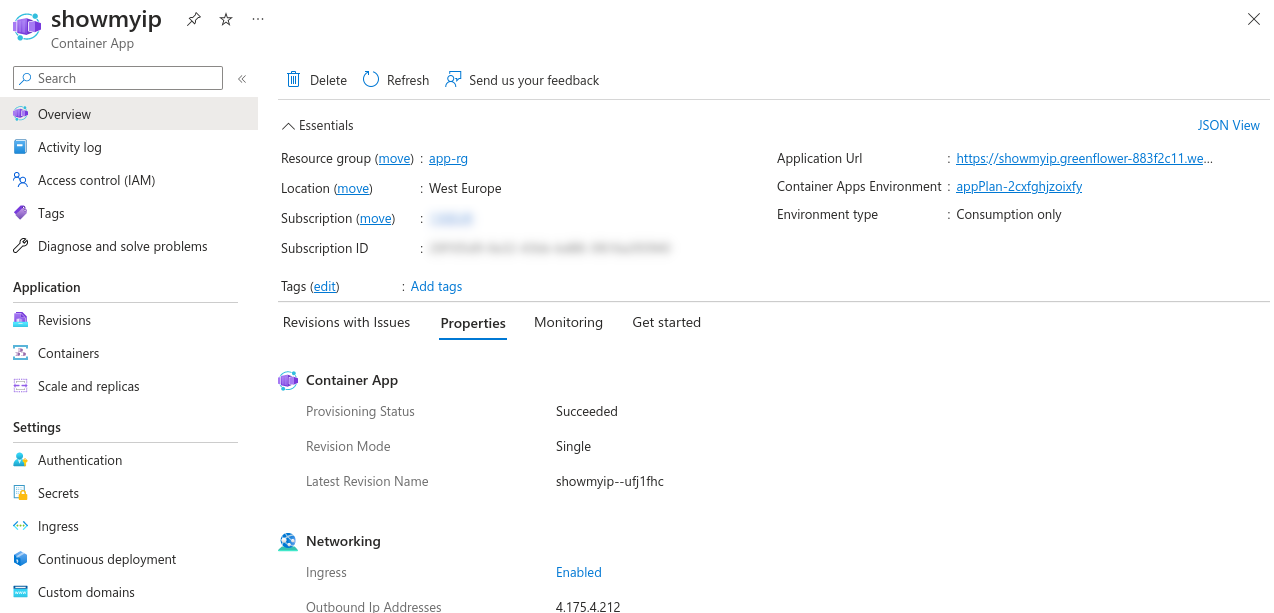 showmyip
Container App
Search
Overview
Activity log
Access control (IAM)
Tags
Diagnose and solve problems
Application
Revisions
Containers
Scale and replicas
Settings
Authentication
Secrets
Ingress
Continuous deployment
Custom domains
Delete Refresh Send us your feedback
Essentials JSON View
Resource group (move) : app-rg
Location (move) : West Europe
Subscription (move) :
Subscription ID :
Application Url : https://showmyip.greenflower-883f2c11.we...
Container Apps Environment : appPlan-2cxfghjzoixfy
Environment type : Consumption only
Tags (edit) : Add tags
Revisions with Issues Properties Monitoring Get started
Container App
Provisioning Status Succeeded
Revision Mode Single
Latest Revision Name showmyip--ufj1fhc
Networking
Ingress Enabled
Outbound Ip Addresses 4.175.4.212